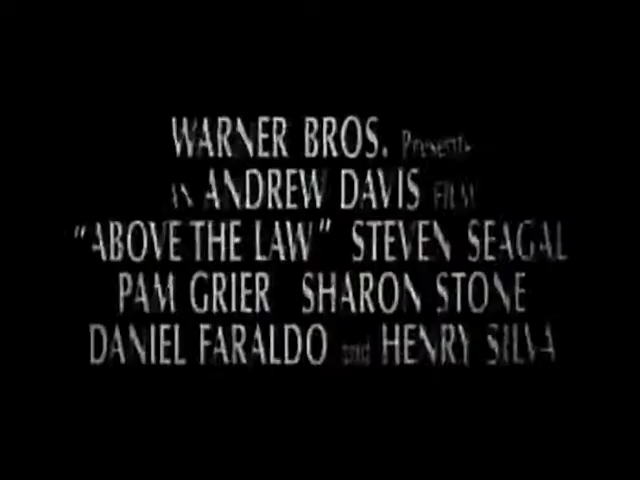 WARNER BROS. Presents
AN ANDREW DAVIS FILM
"ABOVE THE LAW" STEVEN SEAGAL
PAM GRIER SHARON STONE
DANIEL FARALDO and HENRY SILVA